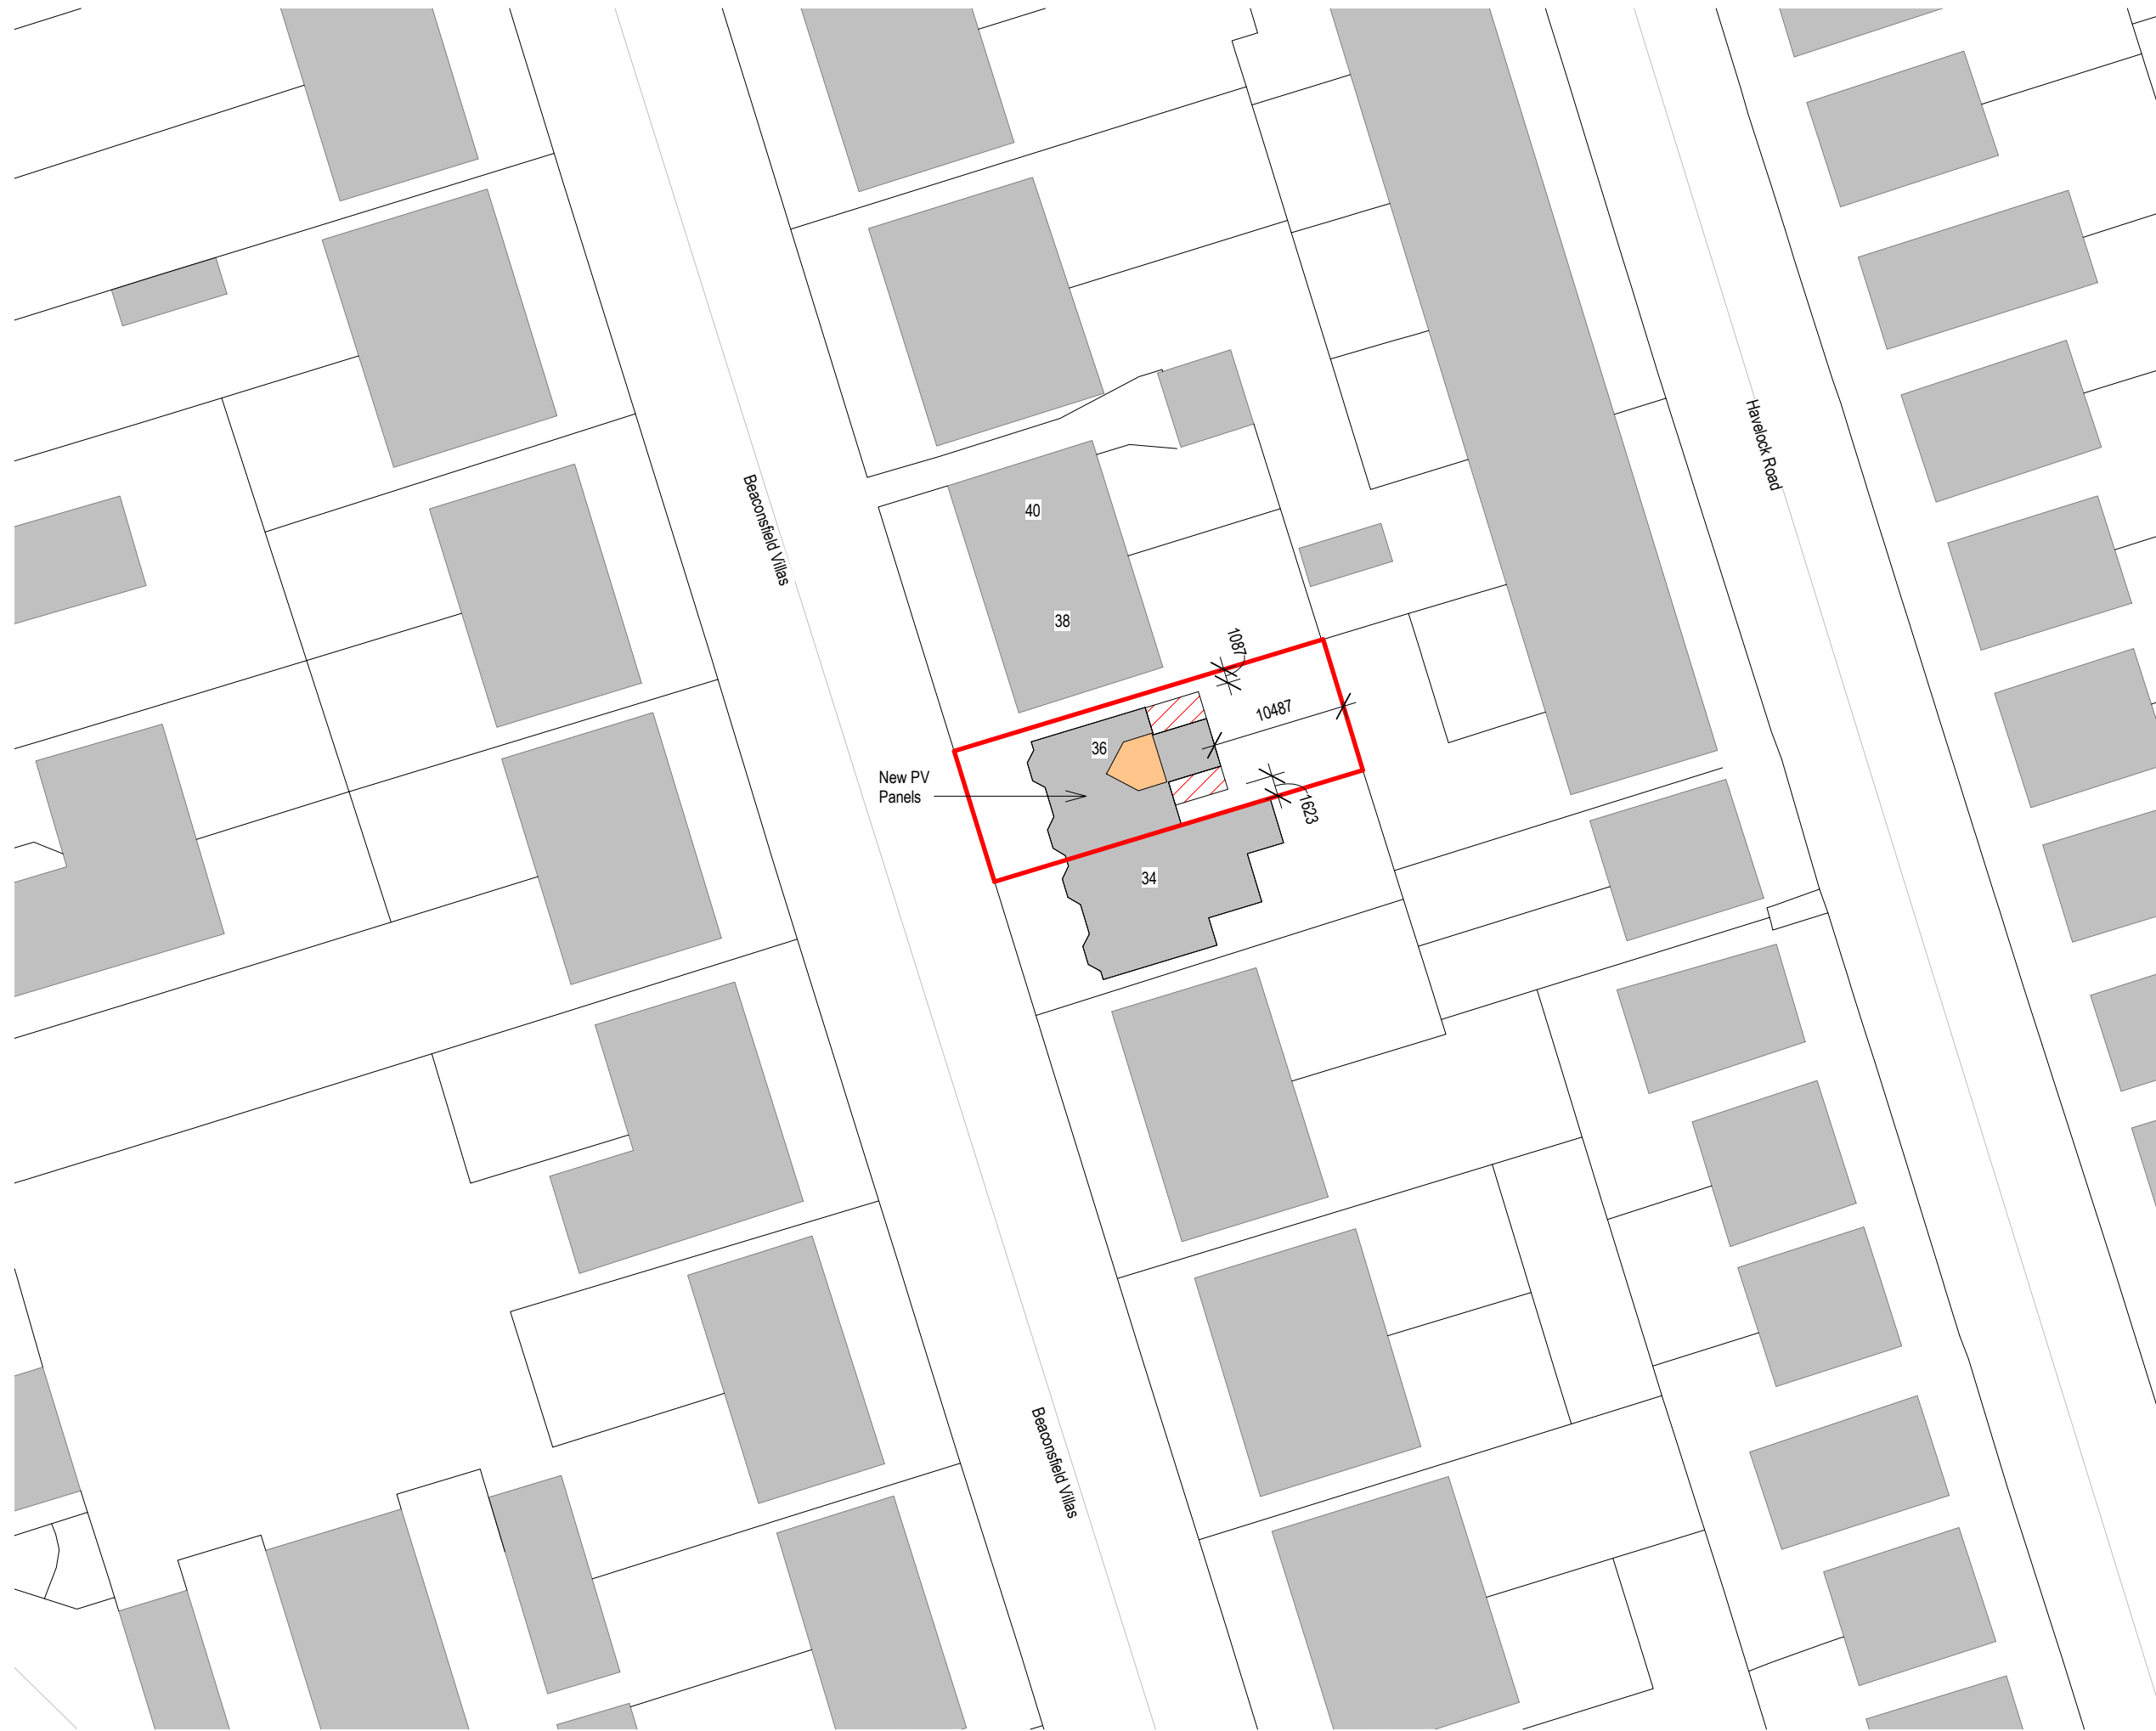 Havelock Road
Beaconsfield Villas
40
38
1087
10487
36
New PV
Panels
1623
34
Beaconsfield Villas